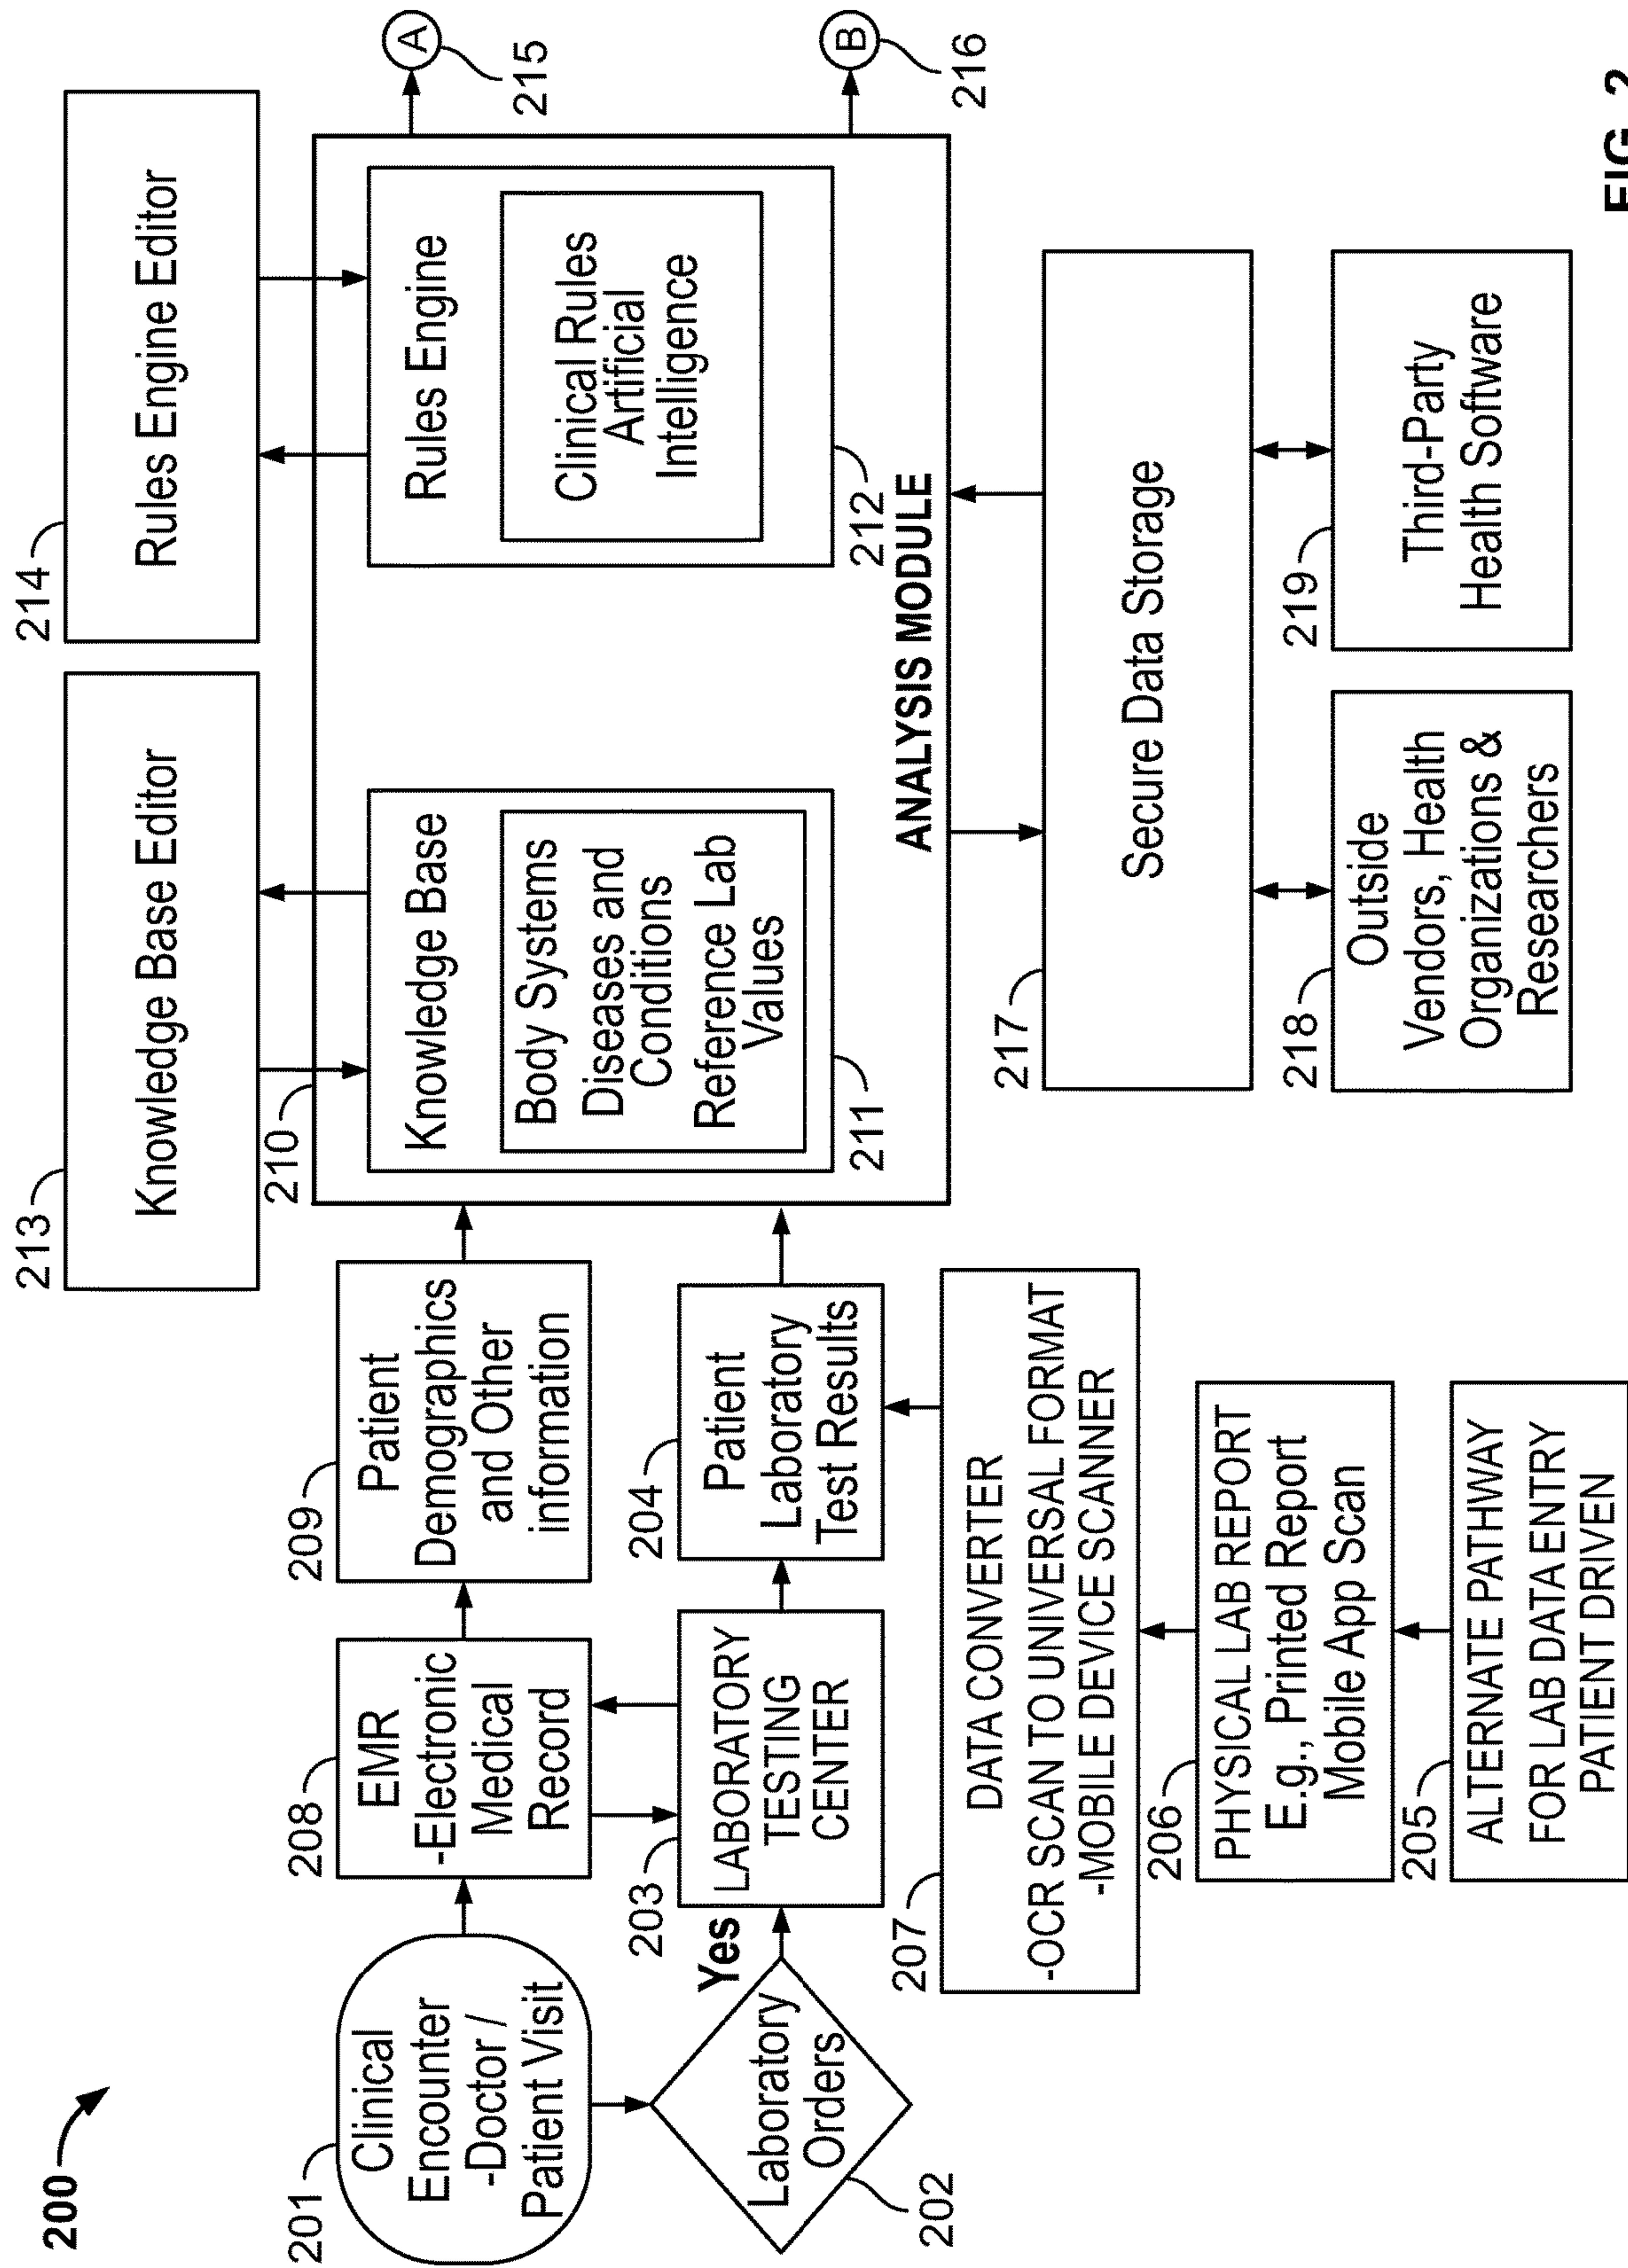 200
213
Knowledge Base Editor
214
Rules Engine Editor
201
Clinical
Encounter
-Doctor /
Patient Visit
208
EMR
-Electronic
Medical
Record
209
Patient
Demographics
and Other
information
210
Knowledge Base
Body Systems
Diseases and
Conditions
Reference Lab
Values
211
Rules Engine
Clinical Rules
Artificial
Intelligence
212
ANALYSIS MODULE
A
215
B
216
Laboratory
Orders
202
Yes
203
LABORATORY
TESTING
CENTER
204
Patient
Laboratory
Test Results
207
DATA CONVERTER
-OCR SCAN TO UNIVERSAL FORMAT
-MOBILE DEVICE SCANNER
206
PHYSICAL LAB REPORT
E.g., Printed Report
Mobile App Scan
205
ALTERNATE PATHWAY
FOR LAB DATA ENTRY
PATIENT DRIVEN
217
Secure Data Storage
218
Outside
Vendors, Health
Organizations &
Researchers
219
Third-Party
Health Software
FIG. 2